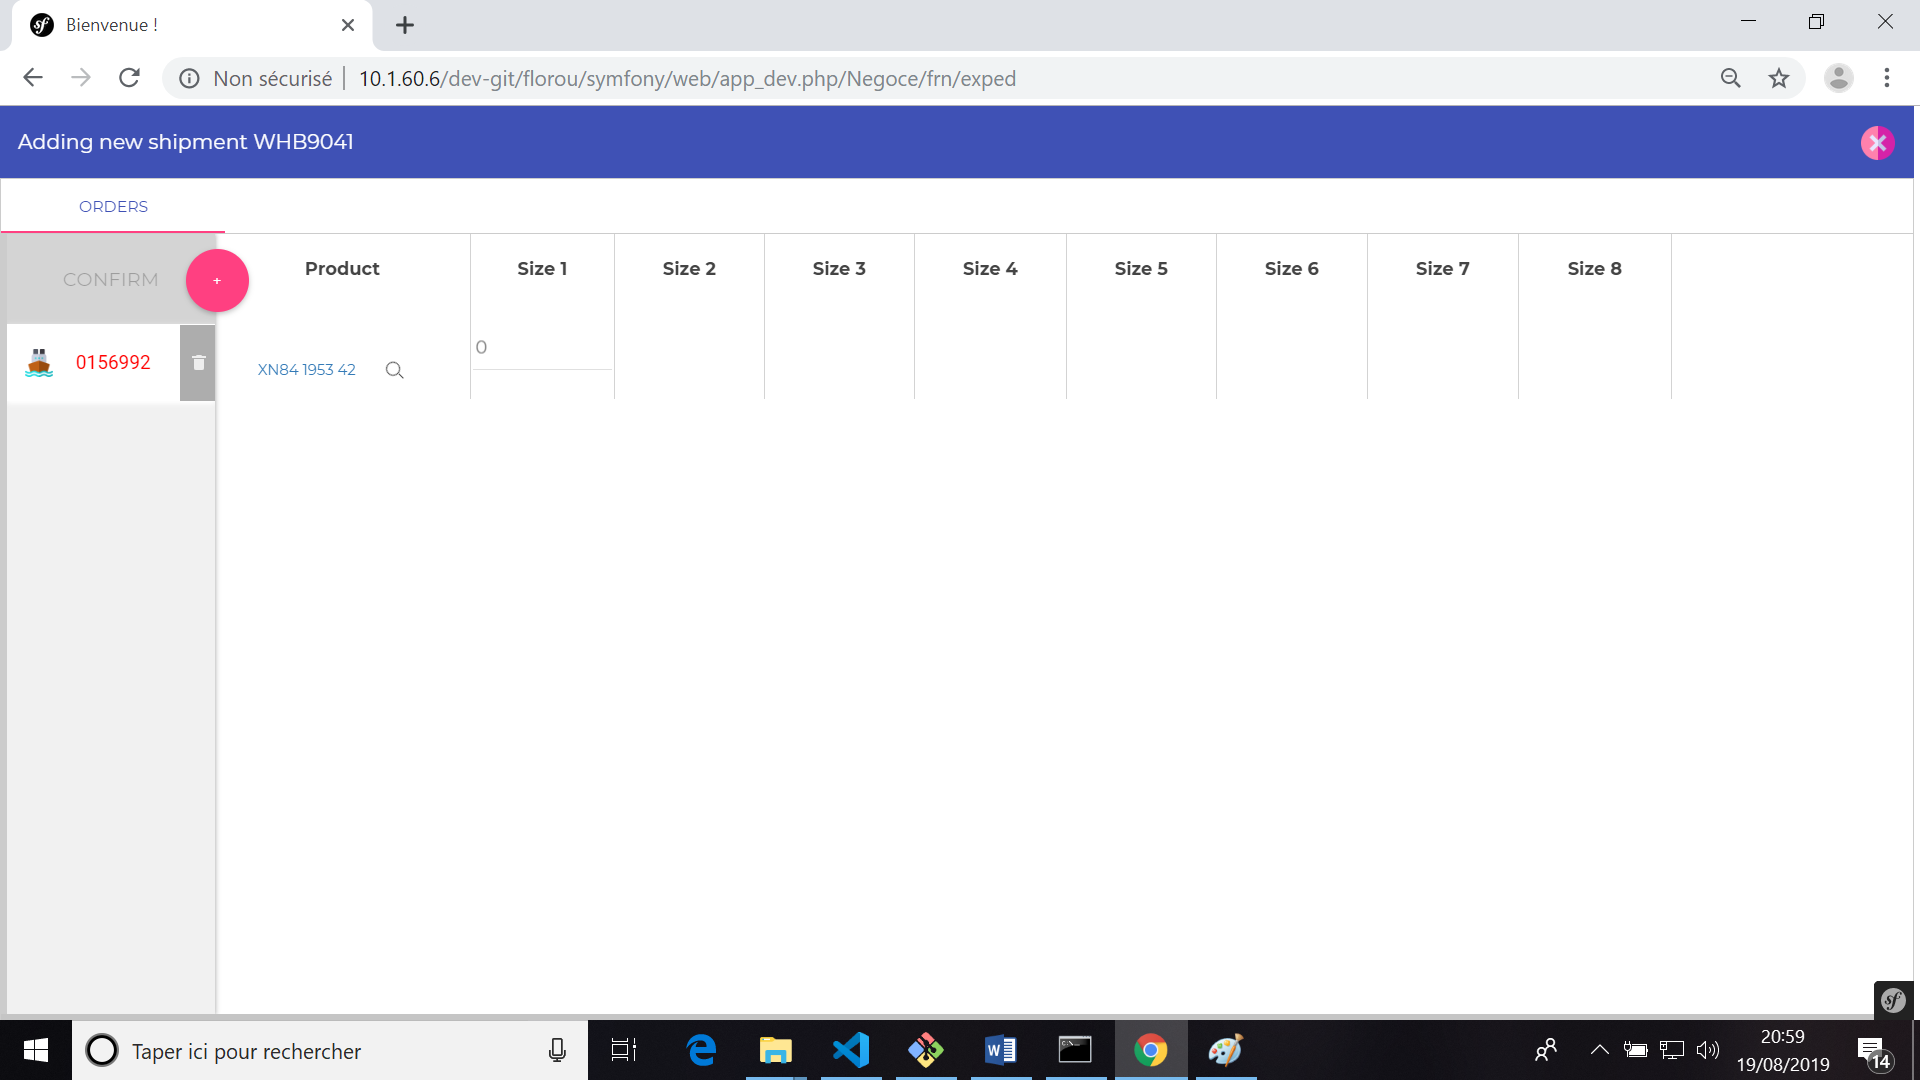 Bienvenue !
Non sécurisé | 10.1.60.6/dev-git/florou/symfony/web/app_dev.php/Negoce/frn/exped
Adding new shipment WHB9041
ORDERS
CONFIRM + Product Size 1 Size 2 Size 3 Size 4 Size 5 Size 6 Size 7 Size 8
0156992
0
XN84 1953 42
sf
Taper ici pour rechercher
20:59
19/08/2019
14